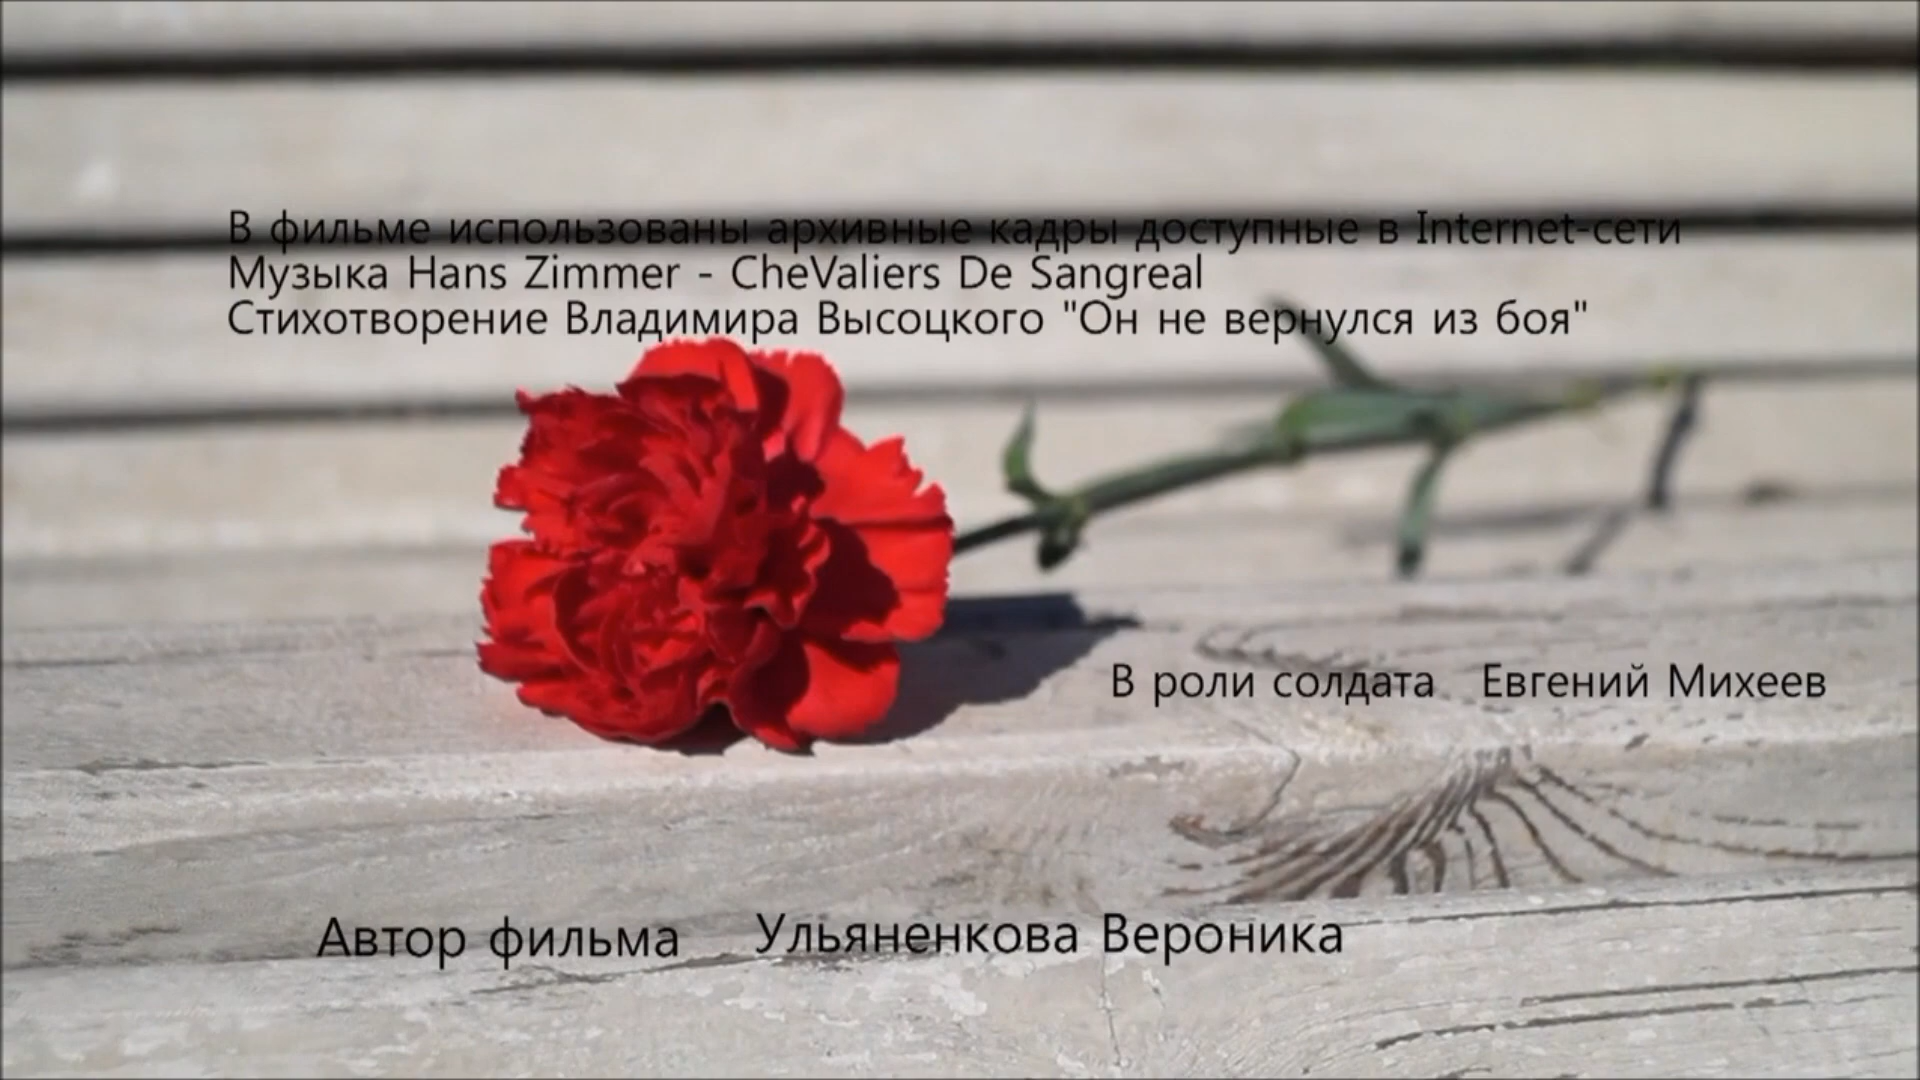 В фильме использованы архивные кадры доступные в Internet-сети
Музыка Hans Zimmer - CheValiers De Sangreal
Стихотворение Владимира Высоцкого "Он не вернулся из боя"
В роли солдата Евгений Михеев
Автор фильма Ульяненкова Вероника